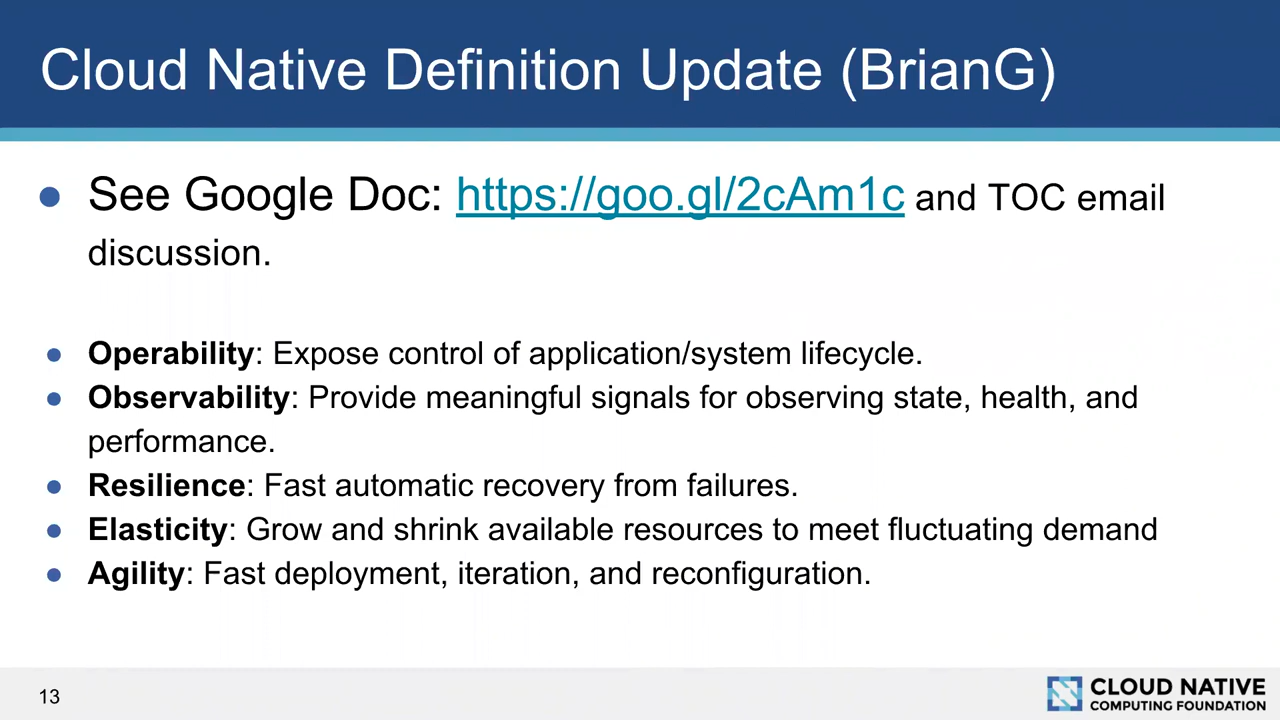 Cloud Native Definition Update (BrianG)
● See Google Doc: https://goo.gl/2cAm1c and TOC email
discussion.
● Operability: Expose control of application/system lifecycle.
● Observability: Provide meaningful signals for observing state, health, and
performance.
● Resilience: Fast automatic recovery from failures.
● Elasticity: Grow and shrink available resources to meet fluctuating demand
● Agility: Fast deployment, iteration, and reconfiguration.
13
CLOUD NATIVE
COMPUTING FOUNDATION